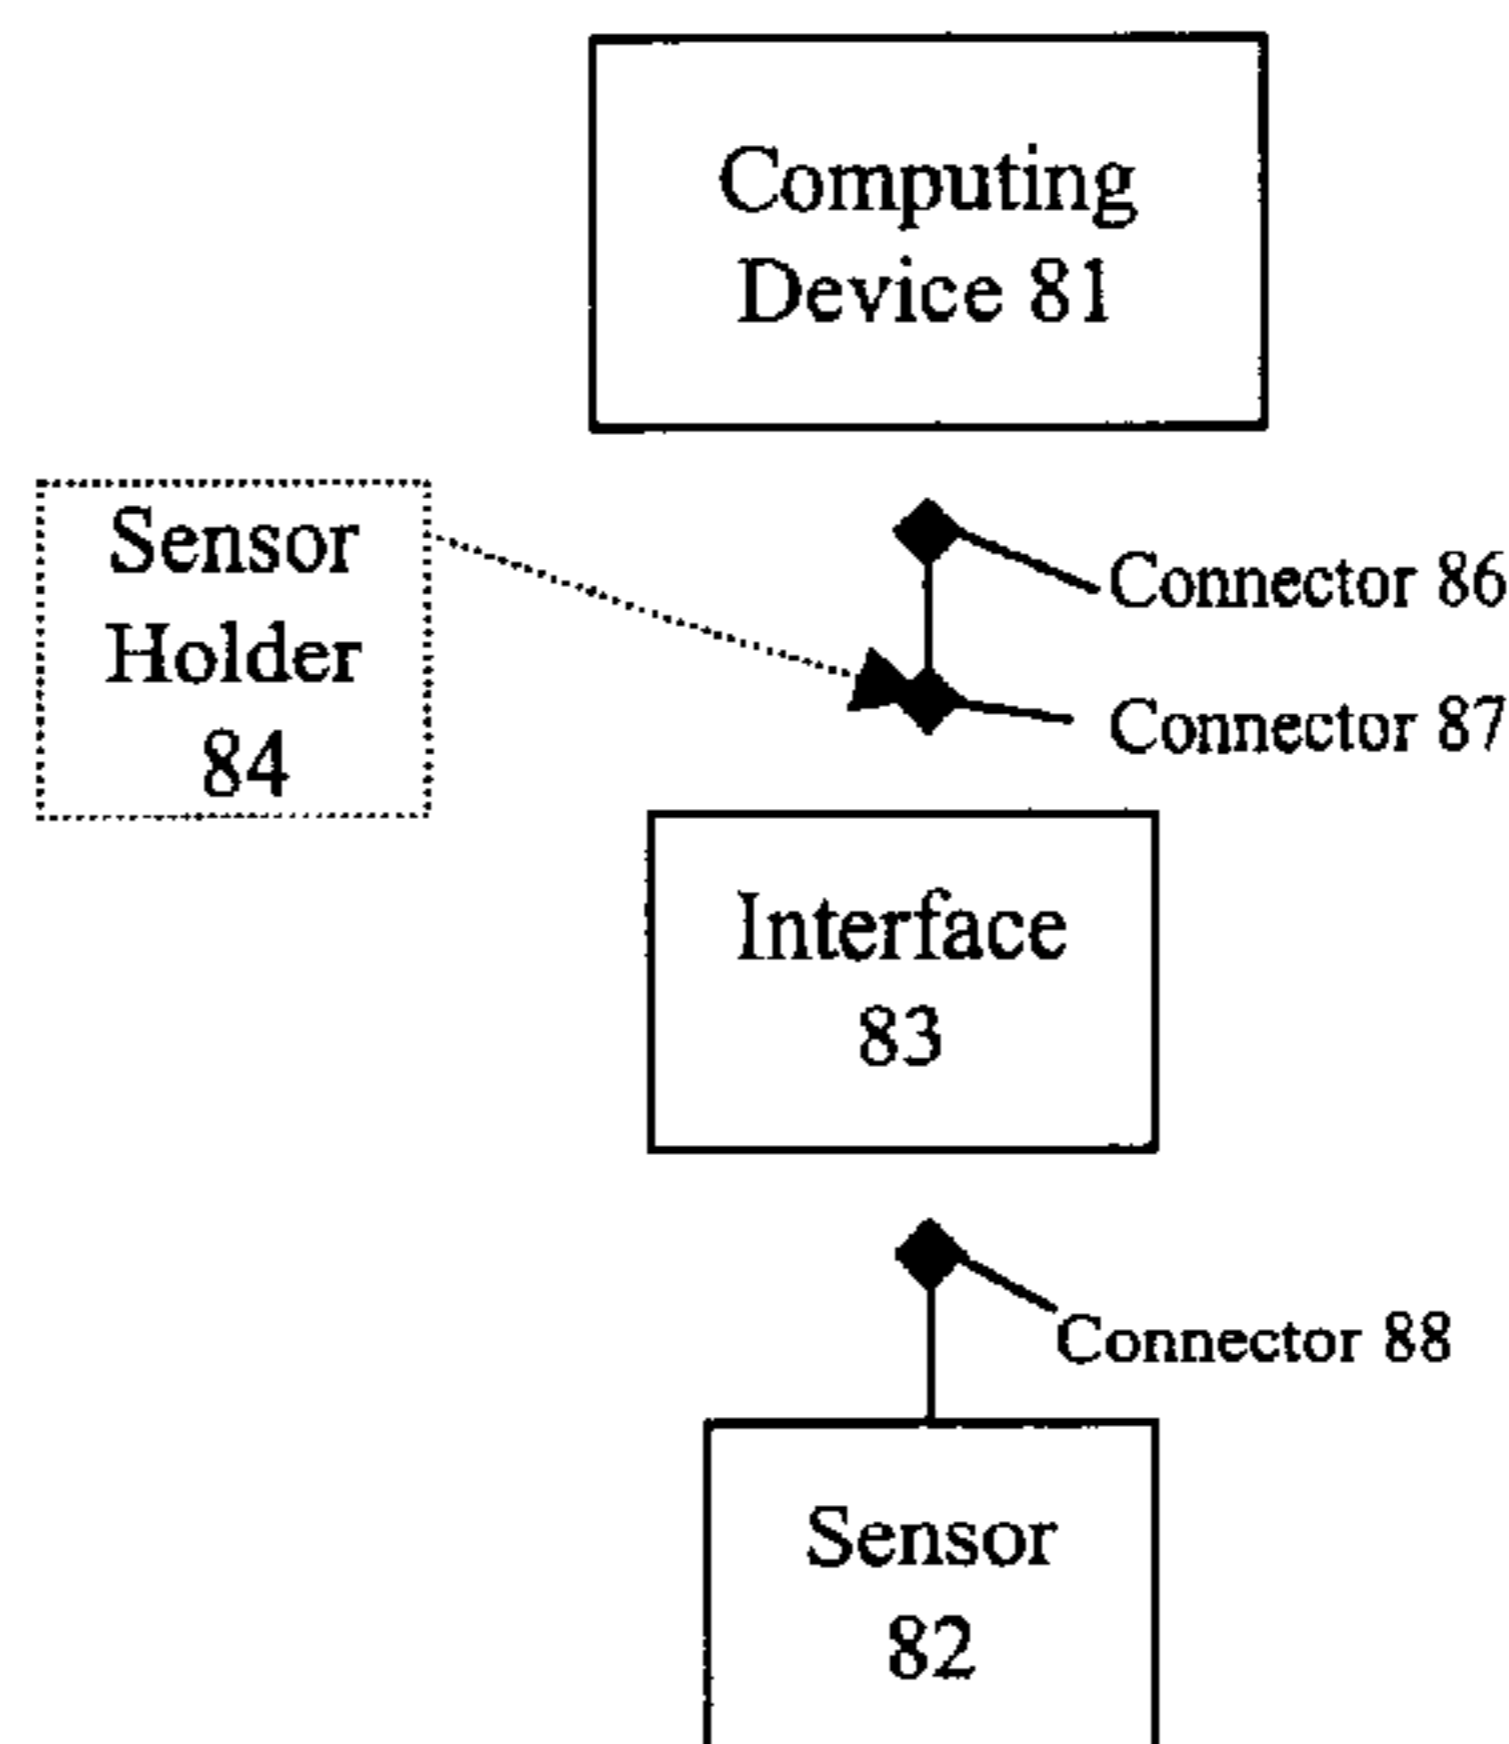 Computing
Device 81
Sensor
Holder
84
Connector 86
Connector 87
Interface
83
Connector 88
Sensor
82